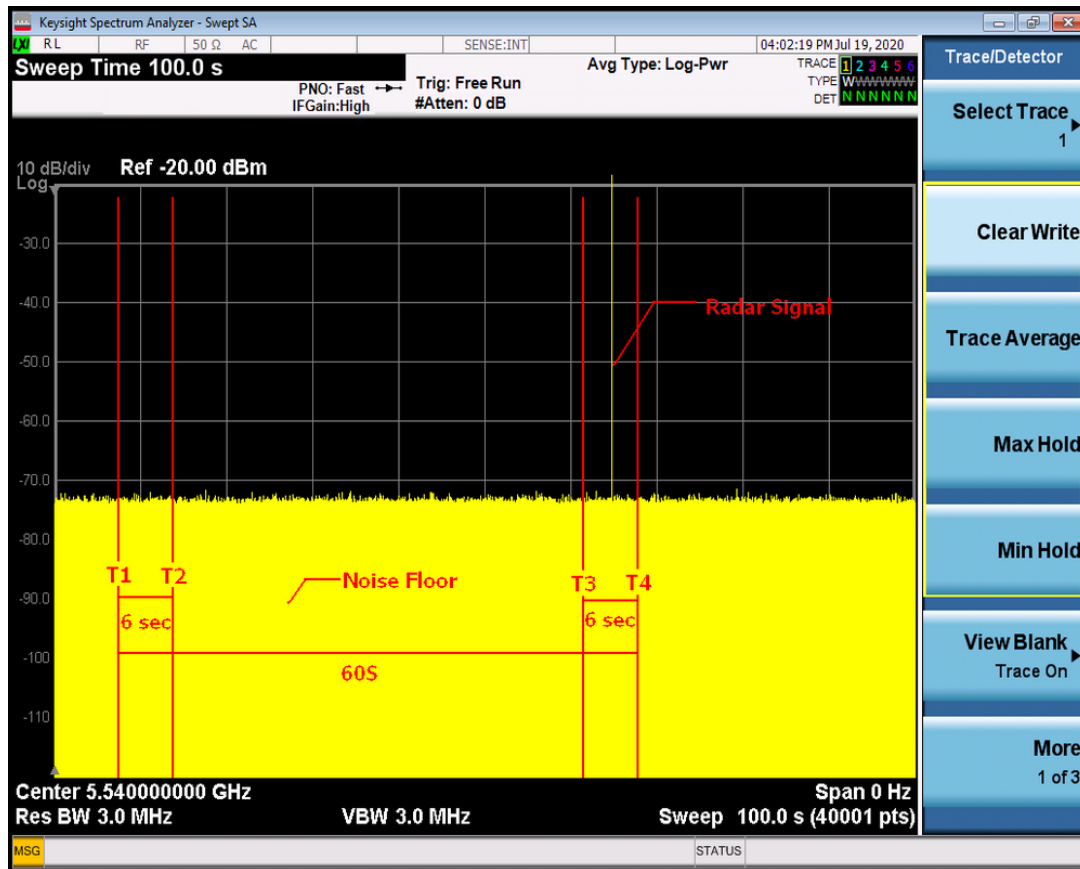 Keysight Spectrum Analyzer - Swept SA
LXI RL RF 50 Ω AC SENSE:INT 04:02:19 PM Jul 19, 2020
Sweep Time 100.0 s
Avg Type: Log-Pwr
TRACE 1 2 3 4 5 6
TYPE WWWWWW
DET N N N N N N
PNO: Fast
Trig: Free Run
IFGain:High
#Atten: 0 dB
10 dB/div Ref -20.00 dBm
Log
-30.0
-40.0
Radar Signal
-50.0
-60.0
-70.0
-80.0
T1 T2 Noise Floor T3 T4
-90.0
6 sec 6 sec
-100
60S
-110
Center 5.540000000 GHz Span 0 Hz
Res BW 3.0 MHz VBW 3.0 MHz Sweep 100.0 s (40001 pts)
MSG STATUS
Trace/Detector
Select Trace
1
Clear Write
Trace Average
Max Hold
Min Hold
View Blank
Trace On
More
1 of 3